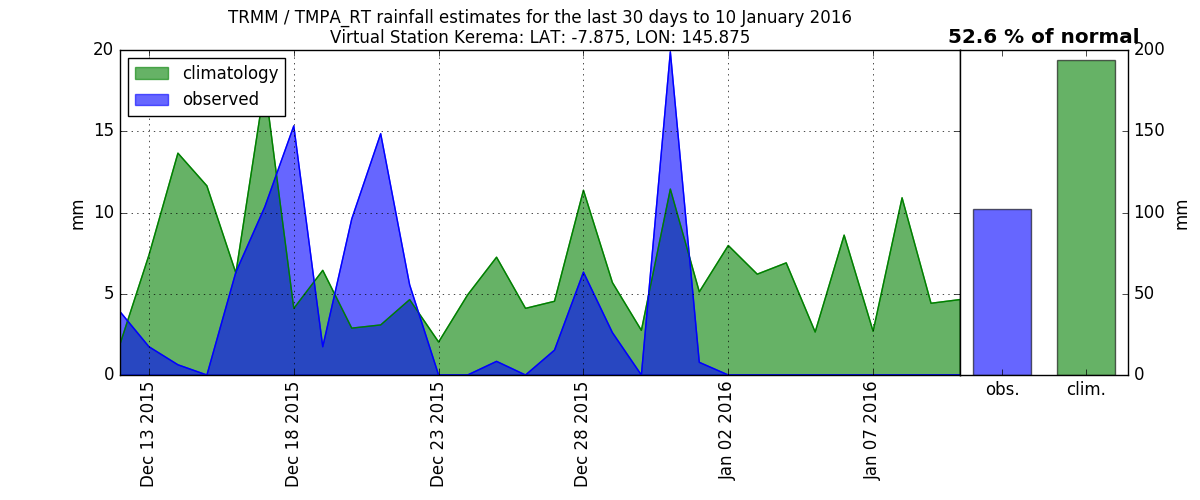 TRMM / TMPA_RT rainfall estimates for the last 30 days to 10 January 2016
Virtual Station Kerema: LAT: -7.875, LON: 145.875
52.6 % of normal
climatology
observed
mm
20
15
10
5
0
Dec 13 2015
Dec 18 2015
Dec 23 2015
Dec 28 2015
Jan 02 2016
Jan 07 2016
obs.
clim.
200
150
100
50
0
mm